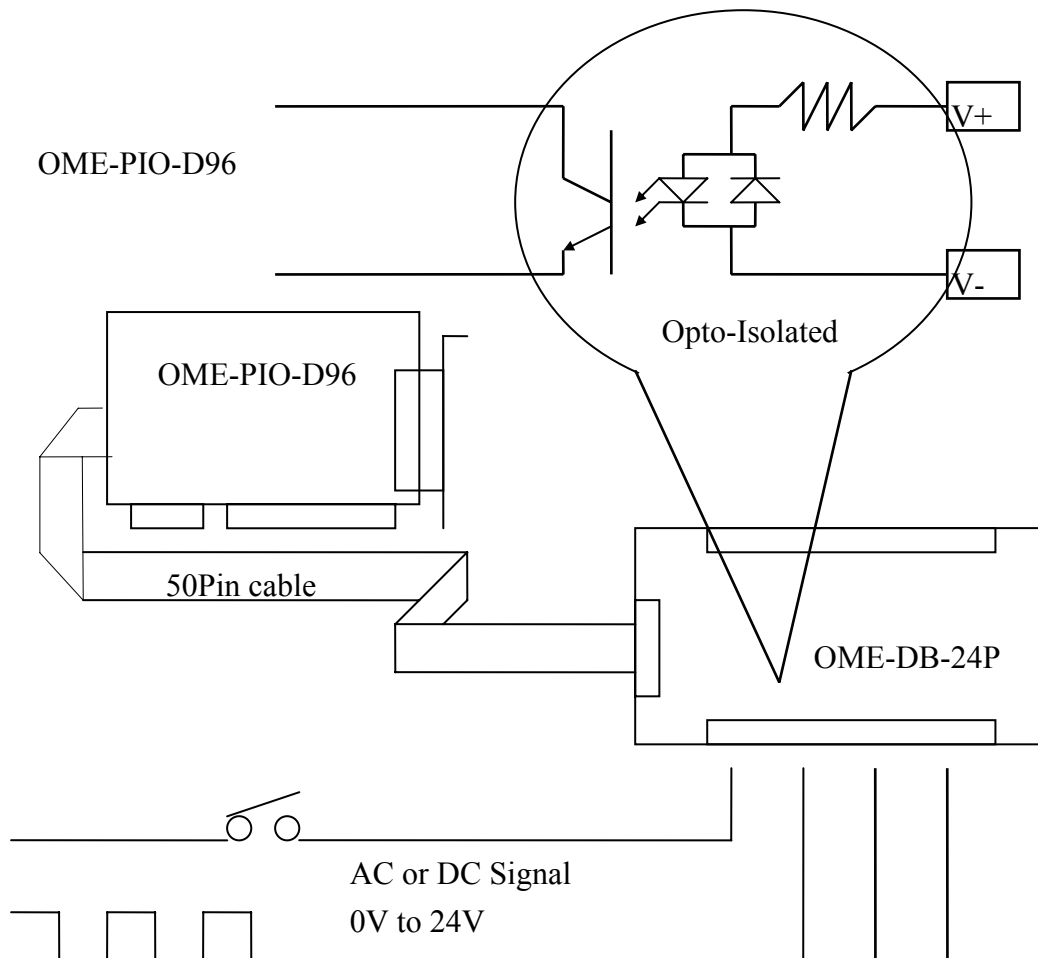 V+
OME-PIO-D96
V-
Opto-Isolated
OME-PIO-D96
50Pin cable
OME-DB-24P
AC or DC Signal
0V to 24V